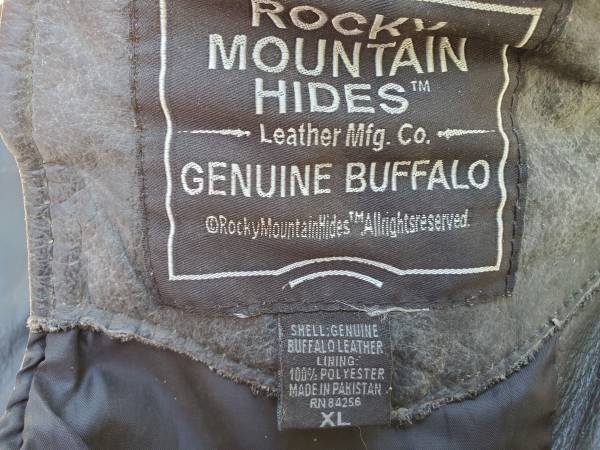 ROCKY
MOUNTAIN
HIDES™
Leather Mfg. Co.
GENUINE BUFFALO
©RockyMountainHides™Allrightsreserved.
SHELL:GENUINE
BUFFALO LEATHER
LINING:
100% POLYESTER
MADE IN PAKISTAN
RN 84256
XL